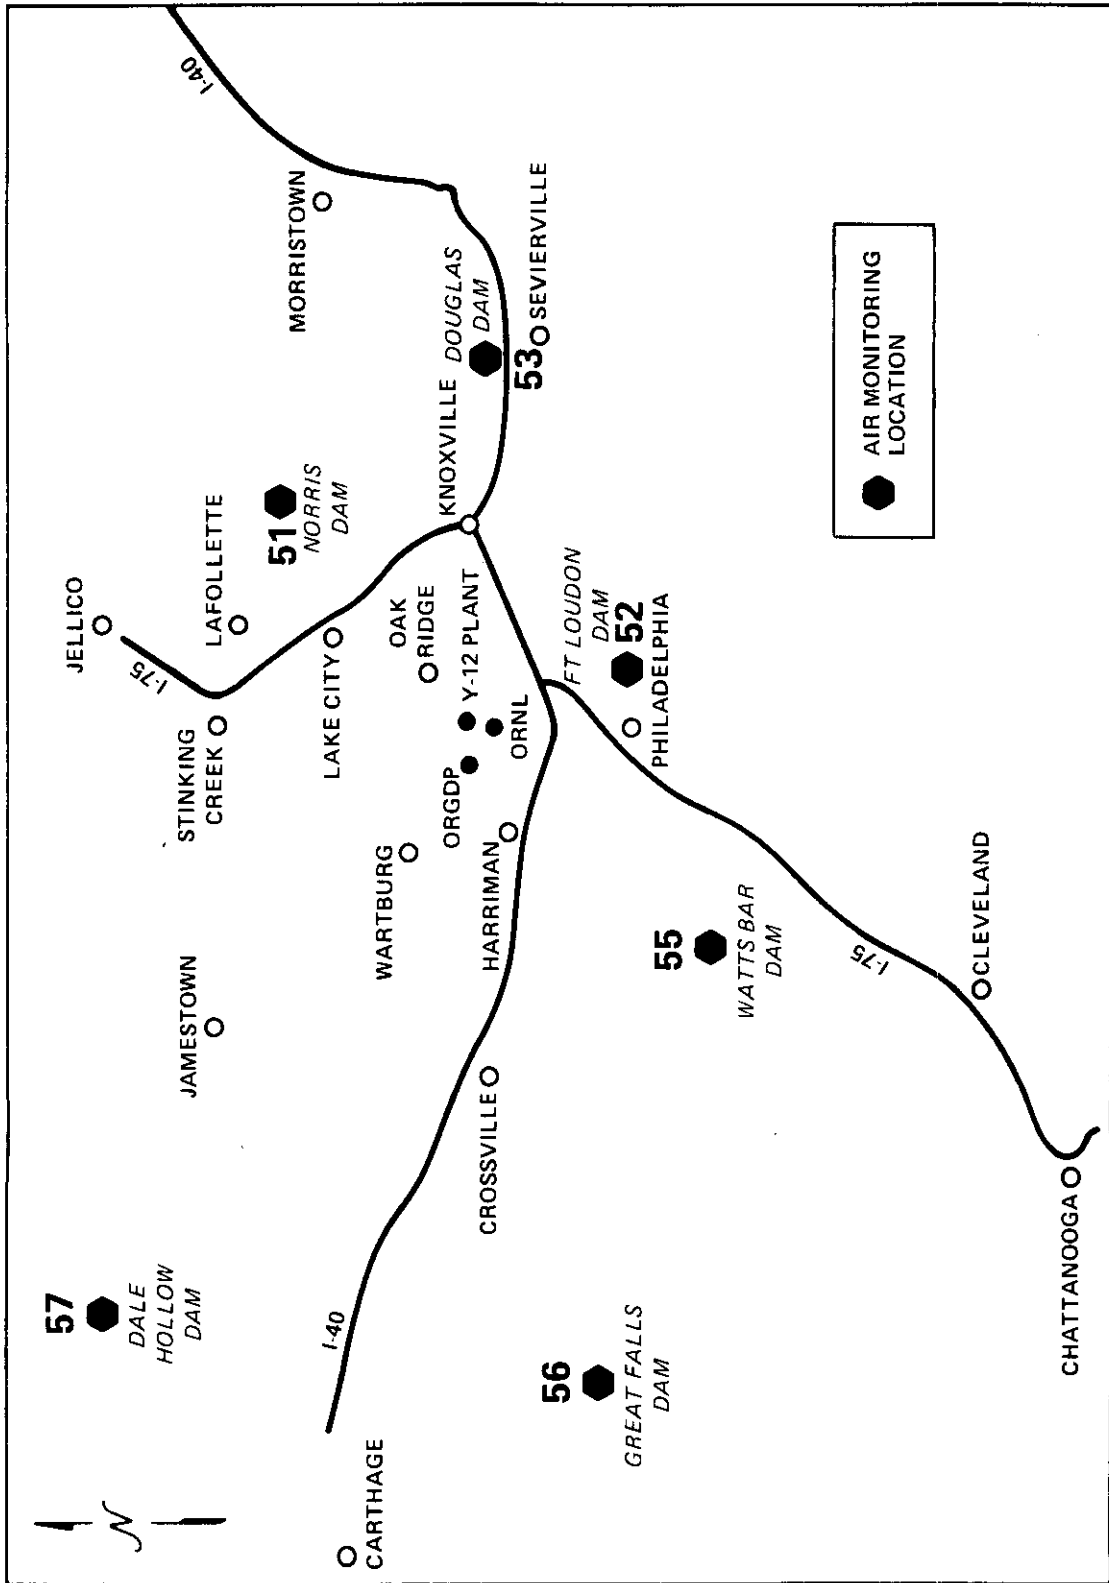 57
DALE
HOLLOW
DAM
JAMESTOWN
STINKING
CREEK
I-75
JELLICO
LAFOLLETTE
51
NORRIS
DAM
MORRISTOWN
I-40
N
CARTHAGE
I-40
CROSSVILLE
WARTBURG
HARRIMAN
ORGDP
ORNL
Y-12 PLANT
OAK
RIDGE
LAKE CITY
KNOXVILLE
DOUGLAS
DAM
53
SEVIERVILLE
56
GREAT FALLS
DAM
55
WATTS BAR
DAM
FT LOUDON
DAM
52
PHILADELPHIA
I-75
CLEVELAND
CHATTANOOGA
AIR MONITORING
LOCATION